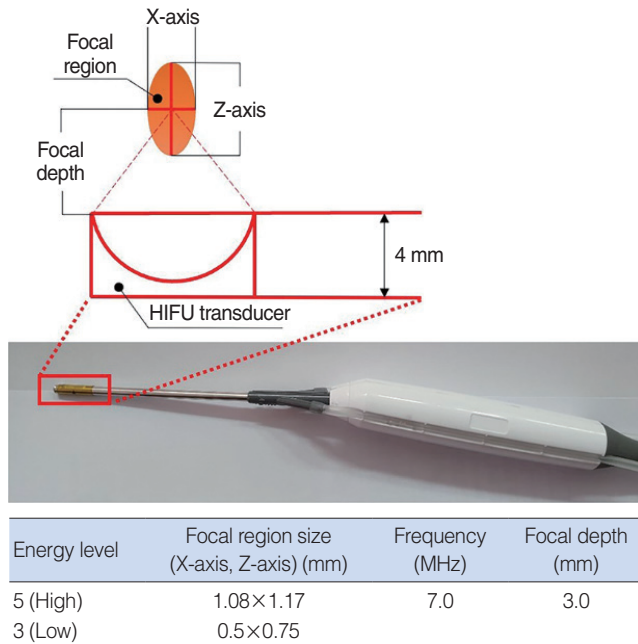 X-axis
Focal
region
Z-axis
Focal
depth
4 mm
HIFU transducer
Energy level
Focal region size
(X-axis, Z-axis) (mm)
Frequency
(MHz)
Focal depth
(mm)
5 (High) 1.08×1.17 7.0 3.0
3 (Low) 0.5×0.75